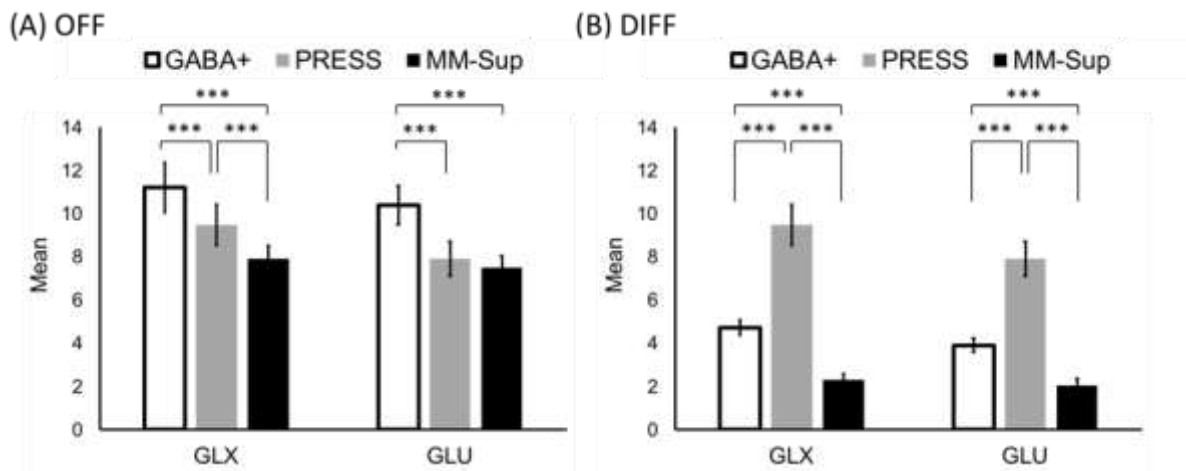 (A) OFF
GABA+ PRESS MM-Sup
***
*** ***
***
***
14
12
10
8
6
4
2
0
Mean
GLX GLU
(B) DIFF
GABA+ PRESS MM-Sup
*** ***
*** *** *** ***
14
12
10
8
6
4
2
0
Mean
GLX GLU